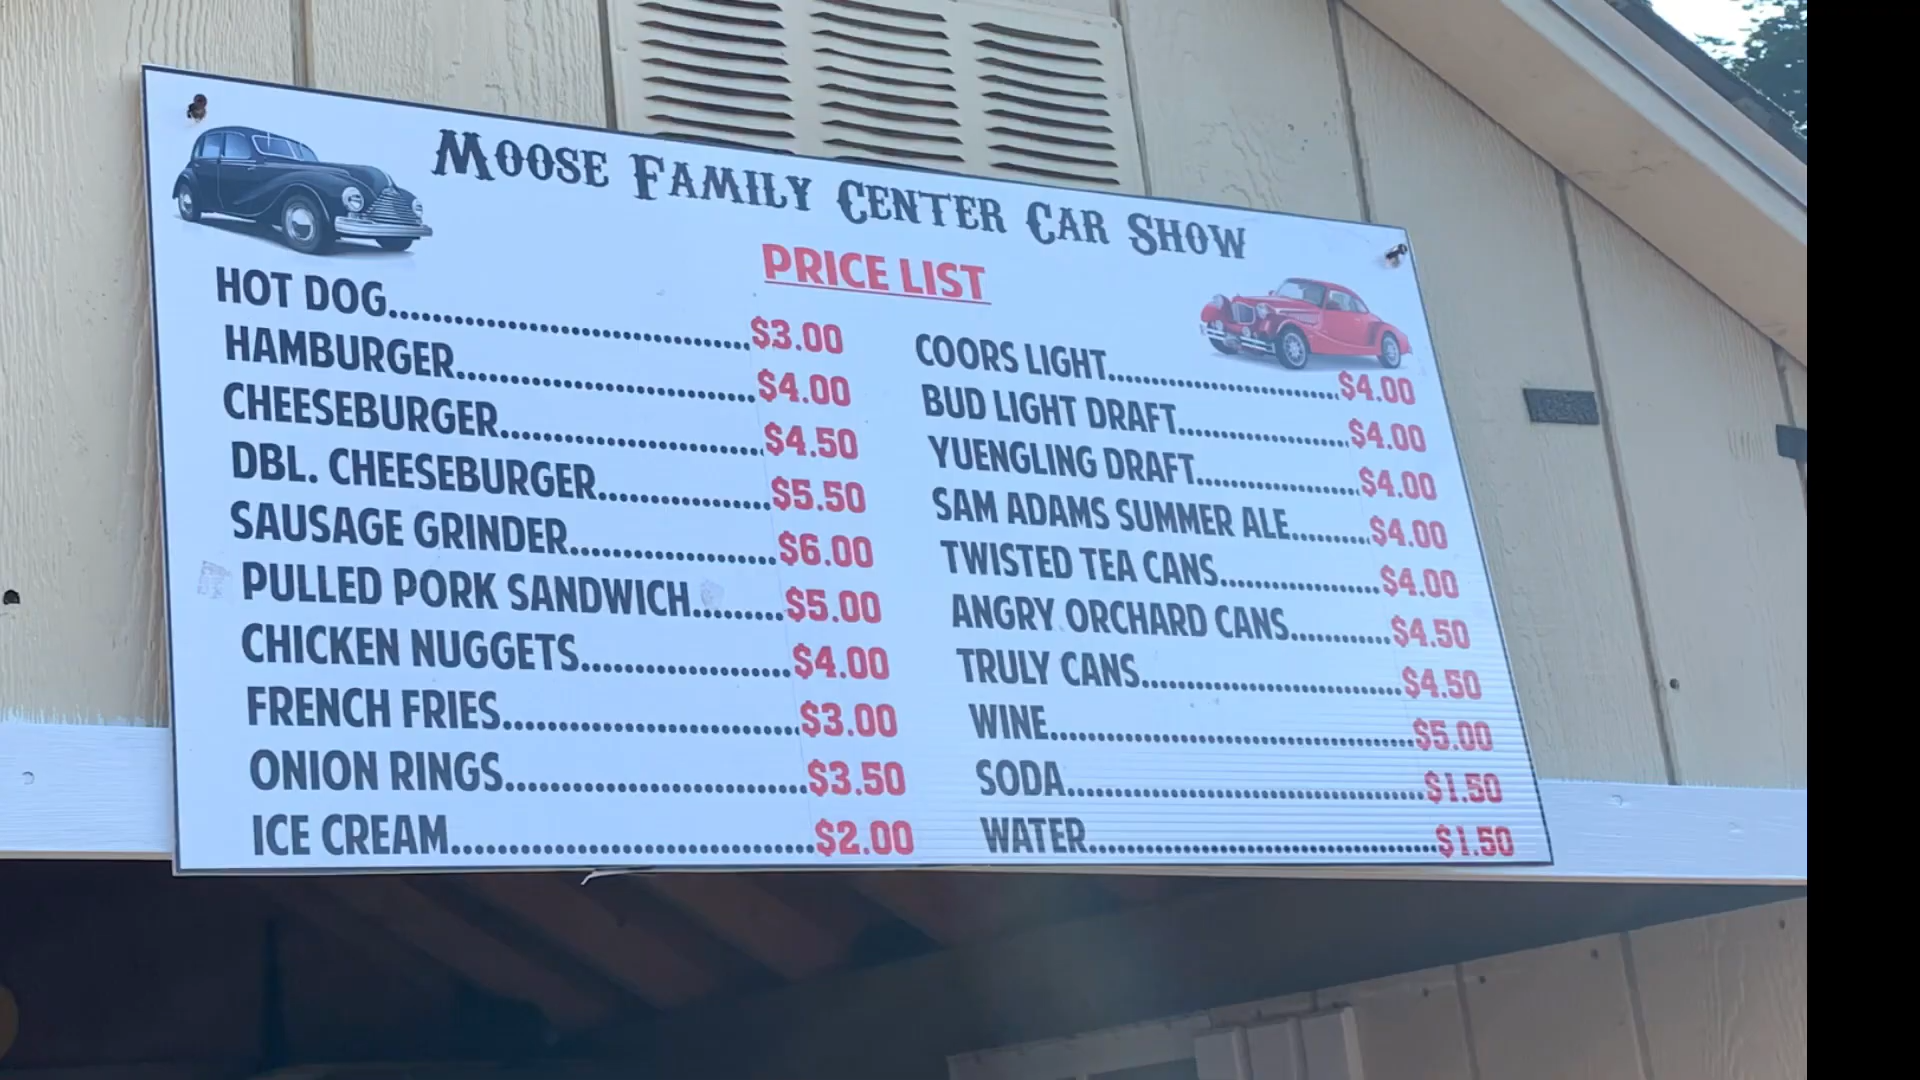 MOOSE FAMILY CENTER CAR SHOW
PRICE LIST
HOT DOG........................................$3.00
HAMBURGER.................................$4.00
CHEESEBURGER.............................$4.50
DBL. CHEESEBURGER...................$5.50
SAUSAGE GRINDER.......................$6.00
PULLED PORK SANDWICH.........$5.00
CHICKEN NUGGETS.......................$4.00
FRENCH FRIES................................$3.00
ONION RINGS.................................$3.50
ICE CREAM........................................$2.00
COORS LIGHT...............................$4.00
BUD LIGHT DRAFT.......................$4.00
YUENGLING DRAFT......................$4.00
SAM ADAMS SUMMER ALE..........$4.00
TWISTED TEA CANS.....................$4.00
ANGRY ORCHARD CANS............$4.50
TRULY CANS..................................$4.50
WINE................................................$5.00
SODA...............................................$1.50
WATER............................................$1.50